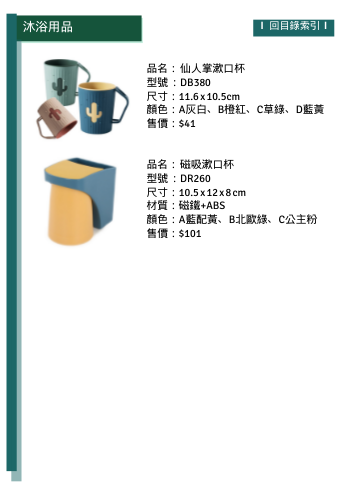 沐浴用品
I 回目錄索引 I
品名：仙人掌漱口杯
型號：DB380
尺寸：11.6 x 10.5cm
顏色：A灰白、B橙紅、C草綠、D藍黃
售價：$41
品名：磁吸漱口杯
型號：DR260
尺寸：10.5 x 12 x 8 cm
材質：磁鐵+ABS
顏色：A藍配黃、B北歐綠、C公主粉
售價：$101